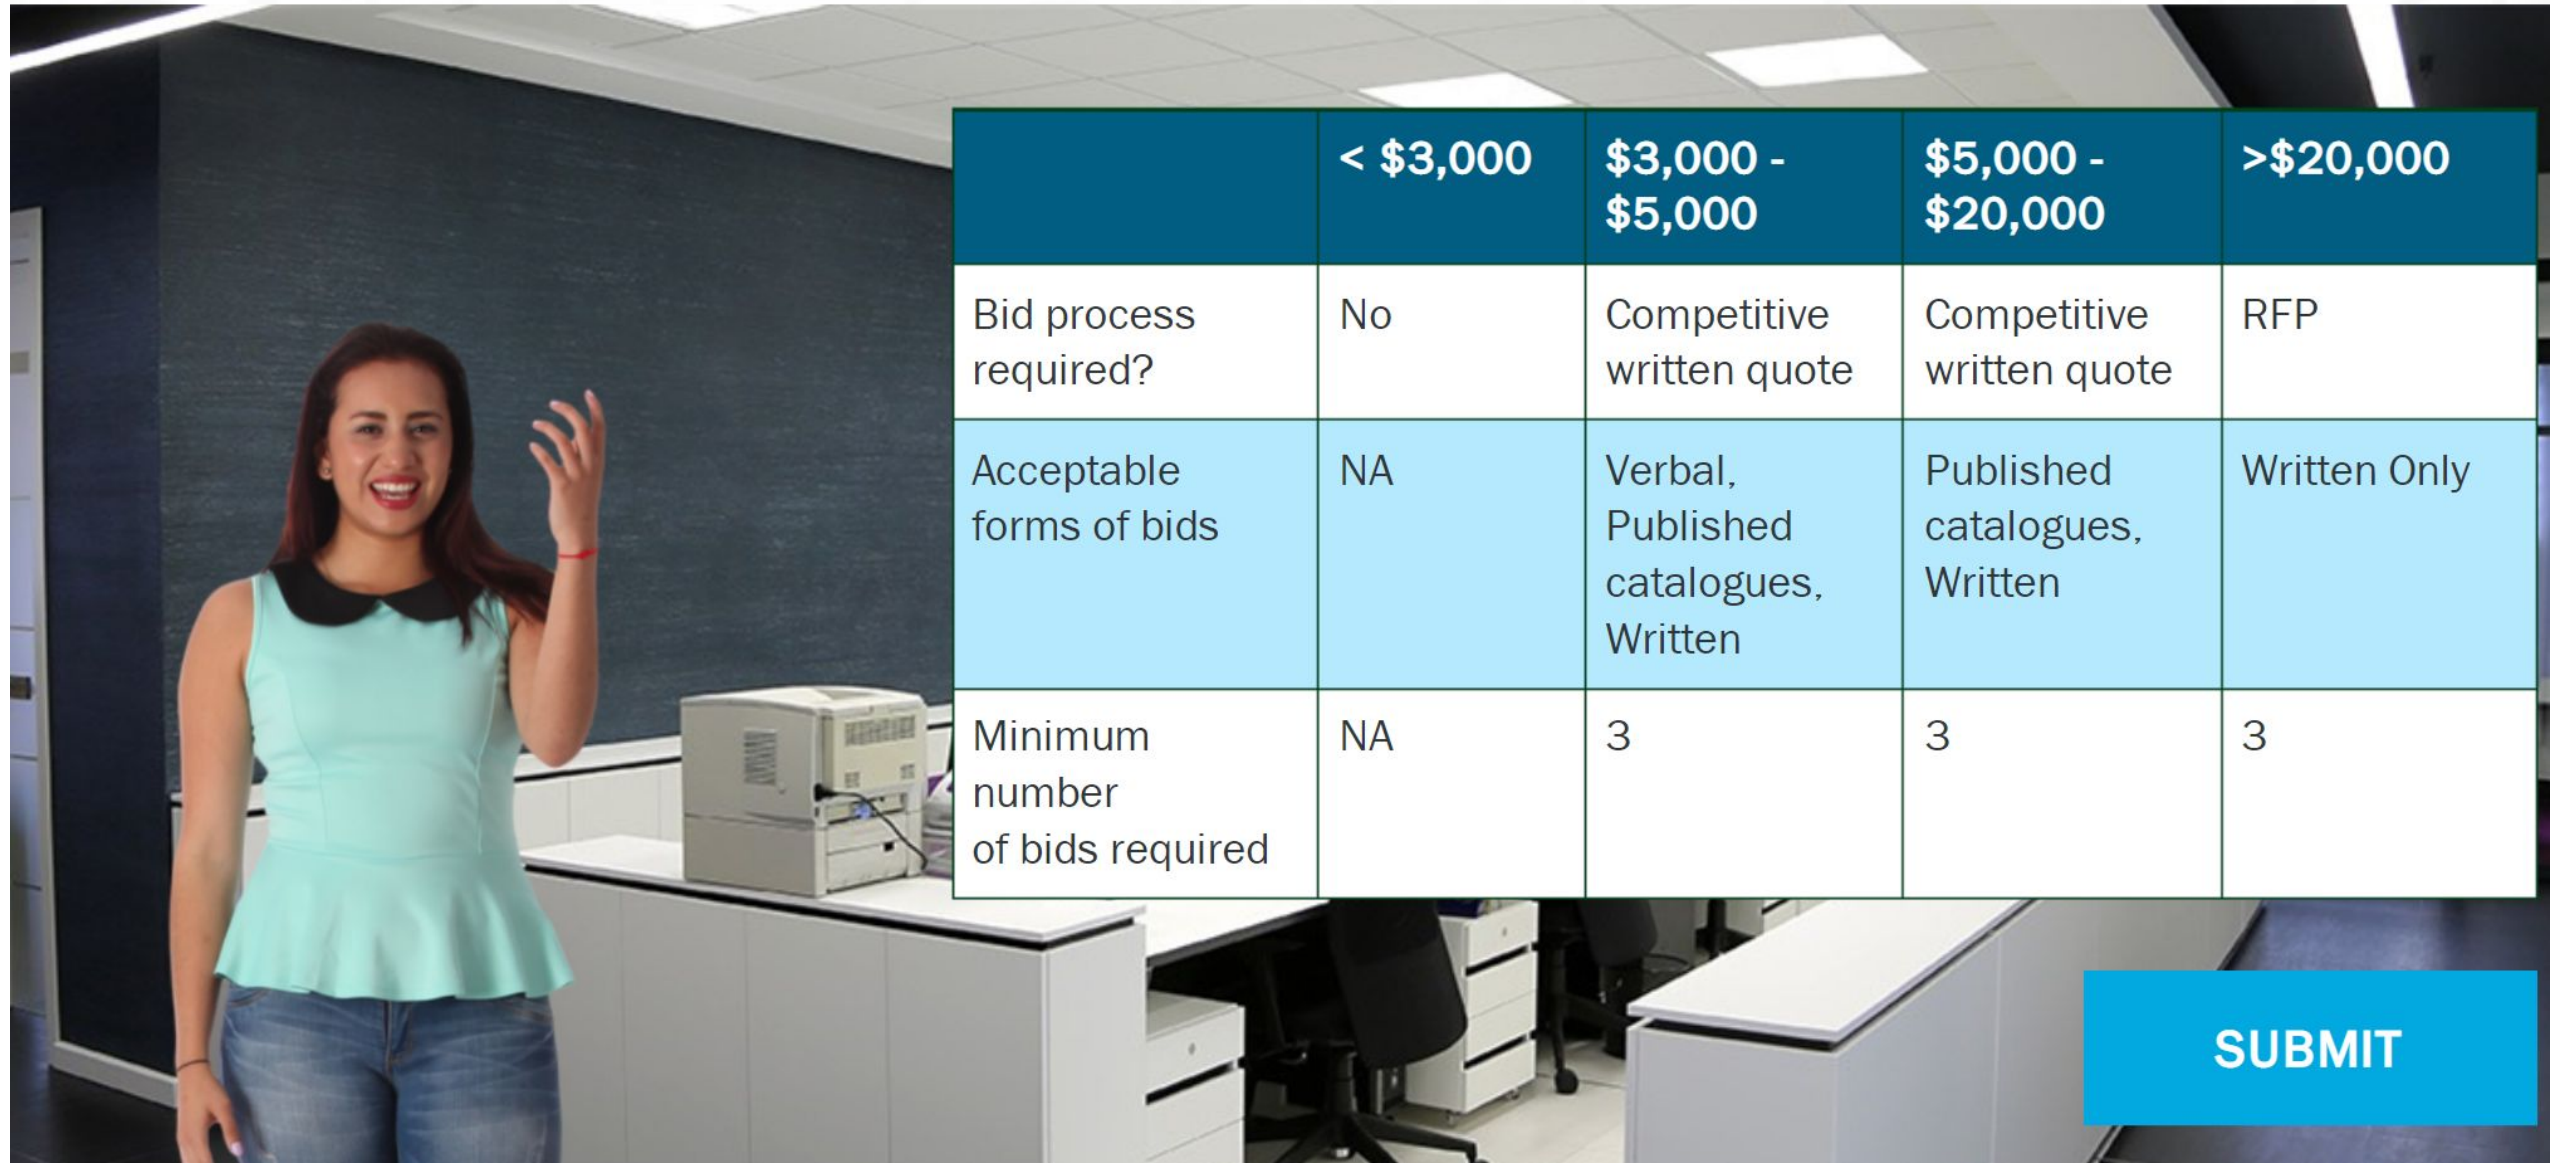 < $3,000
$3,000 -
$5,000
$5,000 -
$20,000
>$20,000
Bid process
required?
No
Competitive
written quote
Competitive
written quote
RFP
Acceptable
forms of bids
NA
Verbal,
Published
catalogues,
Written
Published
catalogues,
Written
Written Only
Minimum
number
of bids required
NA
3
3
3
SUBMIT